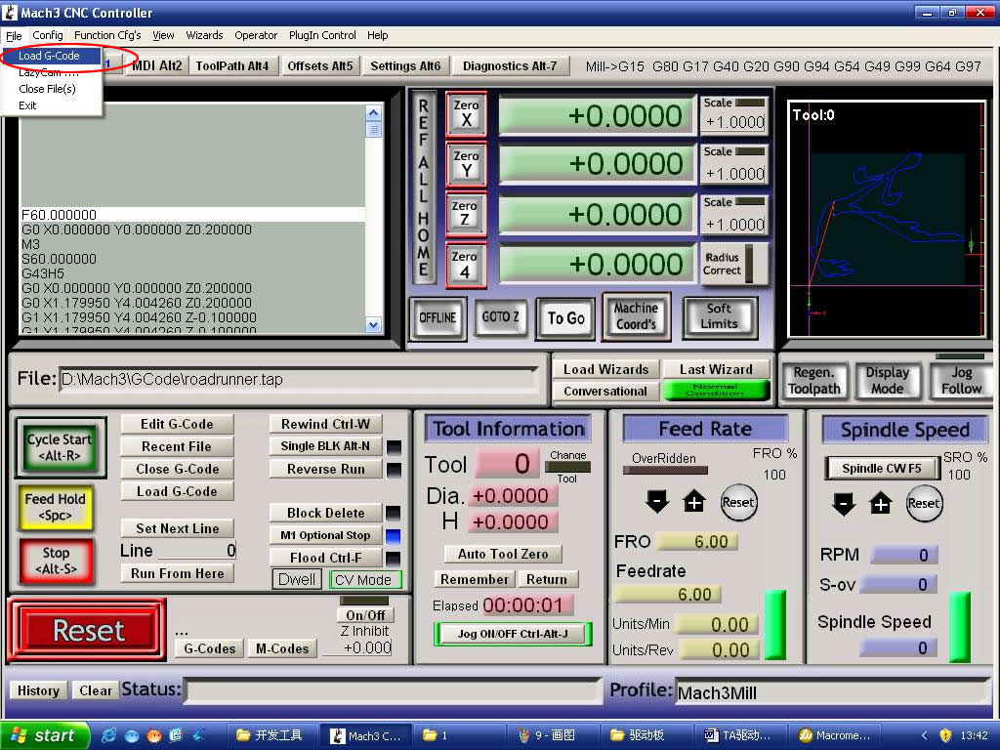 Mach3 CNC Controller
File Config Function Cfg's View Wizards Operator PlugIn Control Help
Load G-Code
LazyCam ....
Close File(s)
Exit
1 MDI Alt2 ToolPath Alt4 Offsets Alt5 Settings Alt6 Diagnostics Alt-7 Mill->G15 G80 G17 G40 G20 G90 G94 G54 G49 G99 G64 G97
F60.000000
G0 X0.000000 Y0.000000 Z0.200000
M3
S60.000000
G43H5
G0 X0.000000 Y0.000000 Z0.200000
G0 X1.179950 Y4.004260 Z0.200000
G1 X1.179950 Y4.004260 Z-0.100000
G1 X1.179950 Y4.004260 Z-0.100000
REF ALL HOME
Zero X +0.0000 Scale +1.0000
Zero Y +0.0000 Scale +1.0000
Zero Z +0.0000 Scale +1.0000
Zero 4 +0.0000 Radius Correct
OFFLINE GOTO Z To Go Machine Coord's Soft Limits
Tool:0
File: D:\Mach3\GCode\roadrunner.tap
Load Wizards Last Wizard
Conversational Normal Condition
Regen. Toolpath Display Mode Jog Follow
Cycle Start <Alt-R>
Feed Hold <Spc>
Stop <Alt-S>
Edit G-Code
Recent File
Close G-Code
Load G-Code
Set Next Line
Line 0
Run From Here
Rewind Ctrl-W
Single BLK Alt-N
Reverse Run
Block Delete
M1 Optional Stop
Flood Ctrl-F
Dwell CV Mode
Reset
...
G-Codes M-Codes
On/Off
Z Inhibit
+0.000
Tool Information
Tool 0 Change Tool
Dia. +0.0000
H +0.0000
Auto Tool Zero
Remember Return
Elapsed 00:00:01
Jog ON/OFF Ctrl-Alt-J
Feed Rate
OverRidden FRO %
100
Reset
FRO 6.00
Feedrate
6.00
Units/Min 0.00
Units/Rev 0.00
Spindle Speed
Spindle CW F5 SRO %
100
Reset
RPM 0
S-ov 0
Spindle Speed
0
History Clear Status: Profile: Mach3Mill
start 开发工具 Mach3 C... 1 9 - 画图 驱动板 TA驱动... Macrome... 13:42